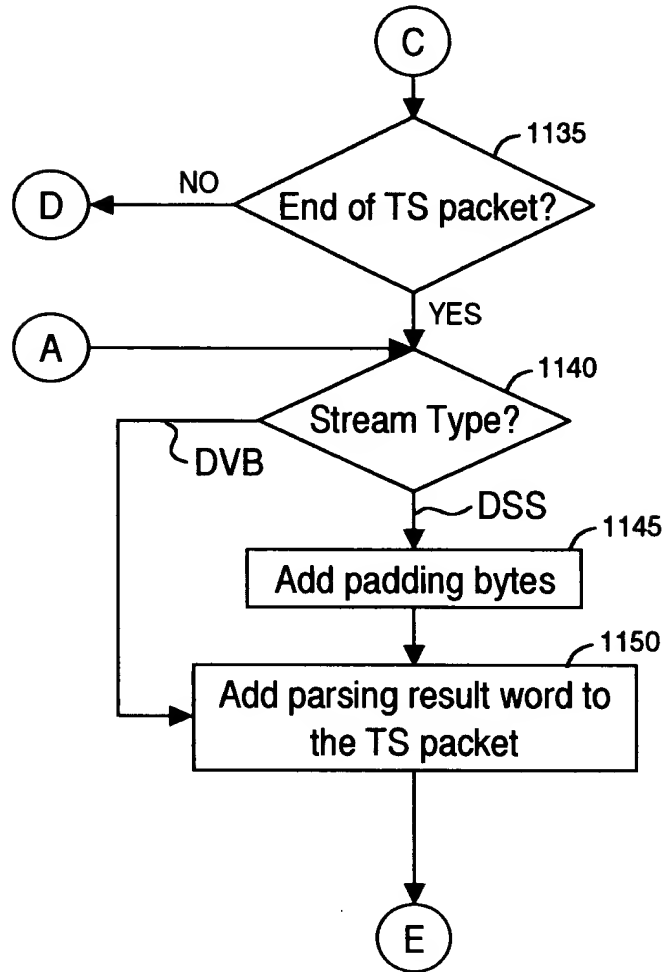 C
1135
End of TS packet?
NO
D
YES
A
1140
Stream Type?
DVB
DSS
1145
Add padding bytes
1150
Add parsing result word to
the TS packet
E